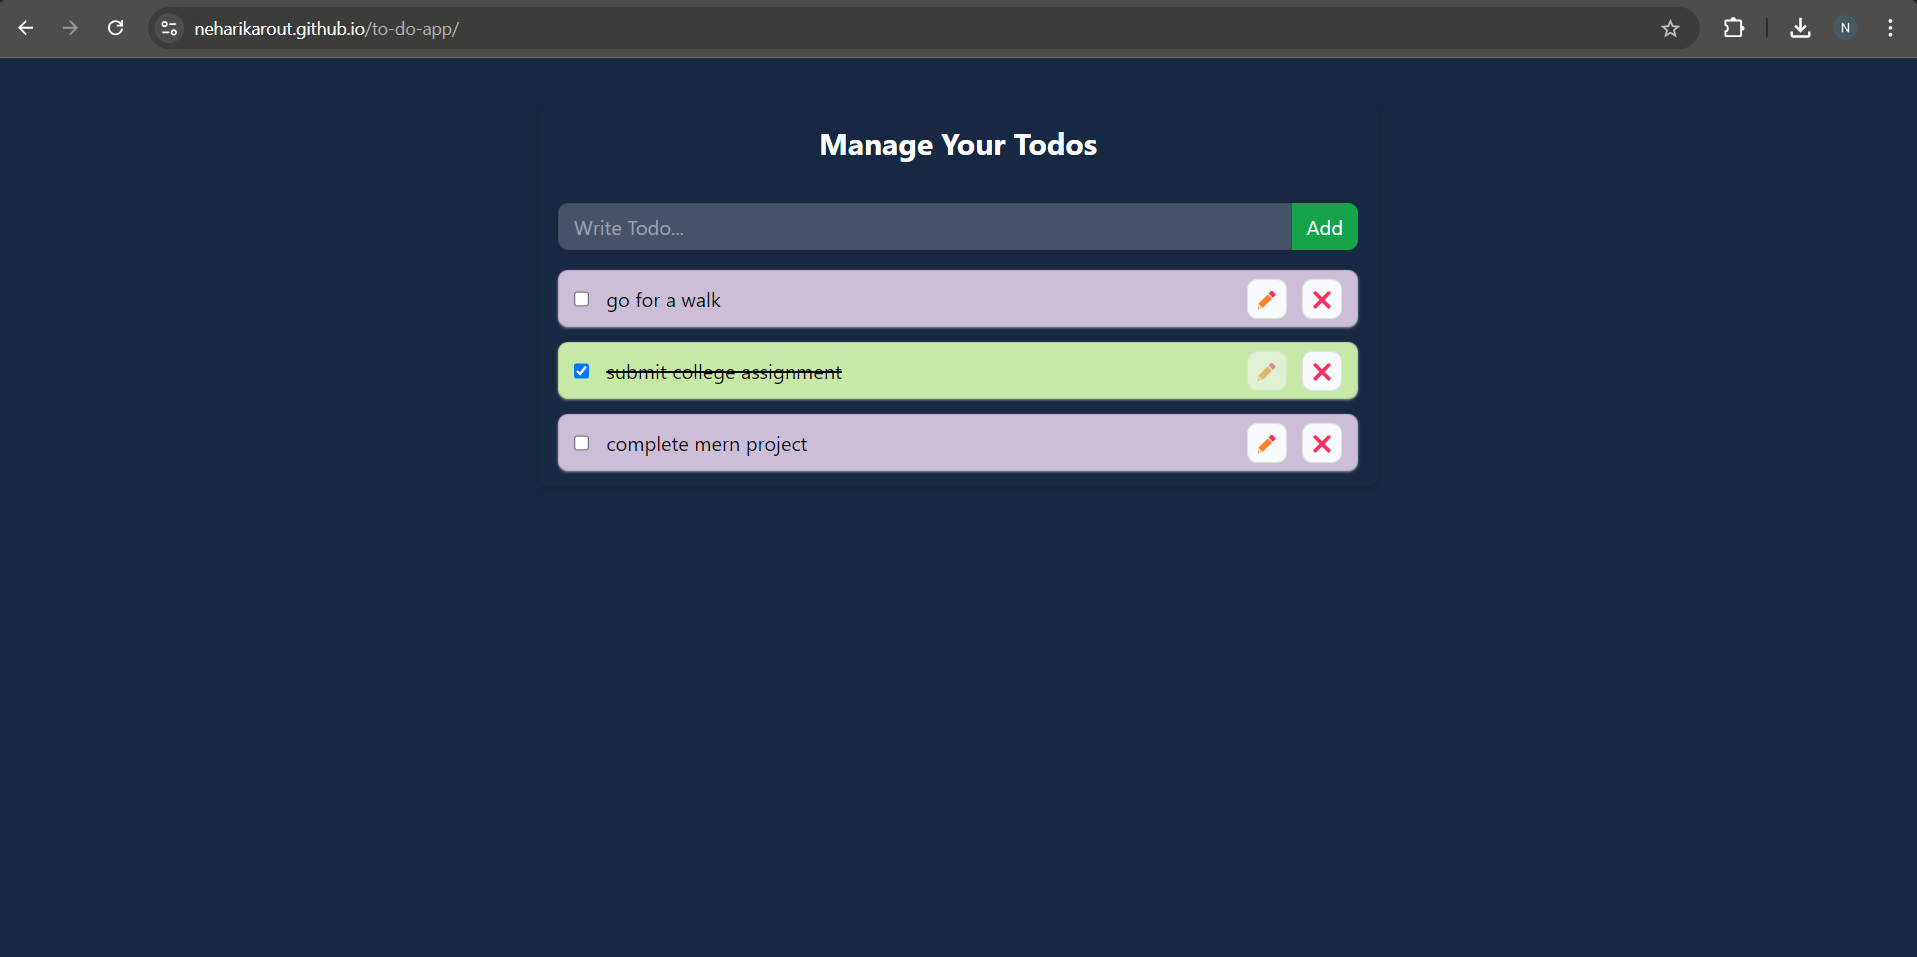 neharikarout.github.io/to-do-app/
N
Manage Your Todos
Write Todo...
Add
go for a walk
submit college assignment
complete mern project